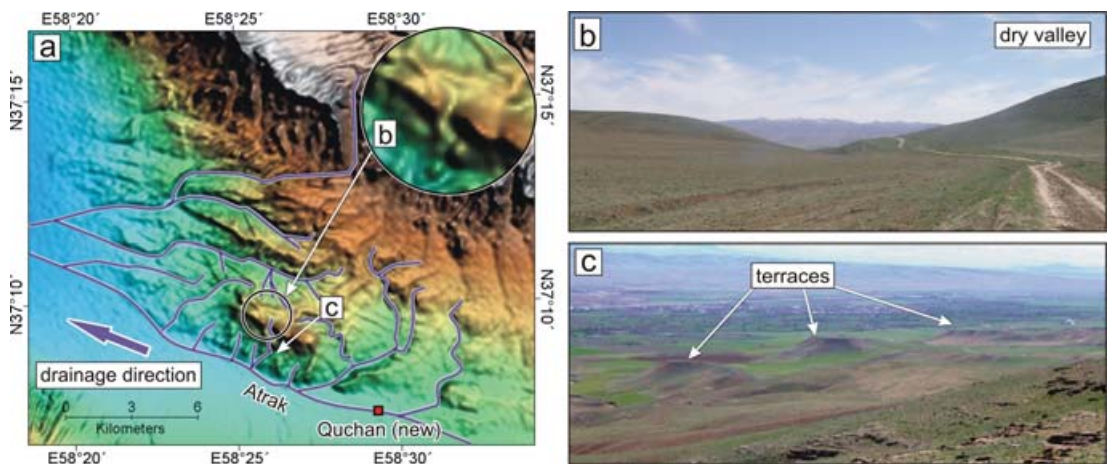 E58°20´
E58°25´
E58°30´
a
N37°15´
N37°15´
b
c
N37°10´
N37°10´
drainage direction
0
3
6
Kilometers
Atrak
Quchan (new)
E58°20´
E58°25´
E58°30´
b
dry valley
c
terraces